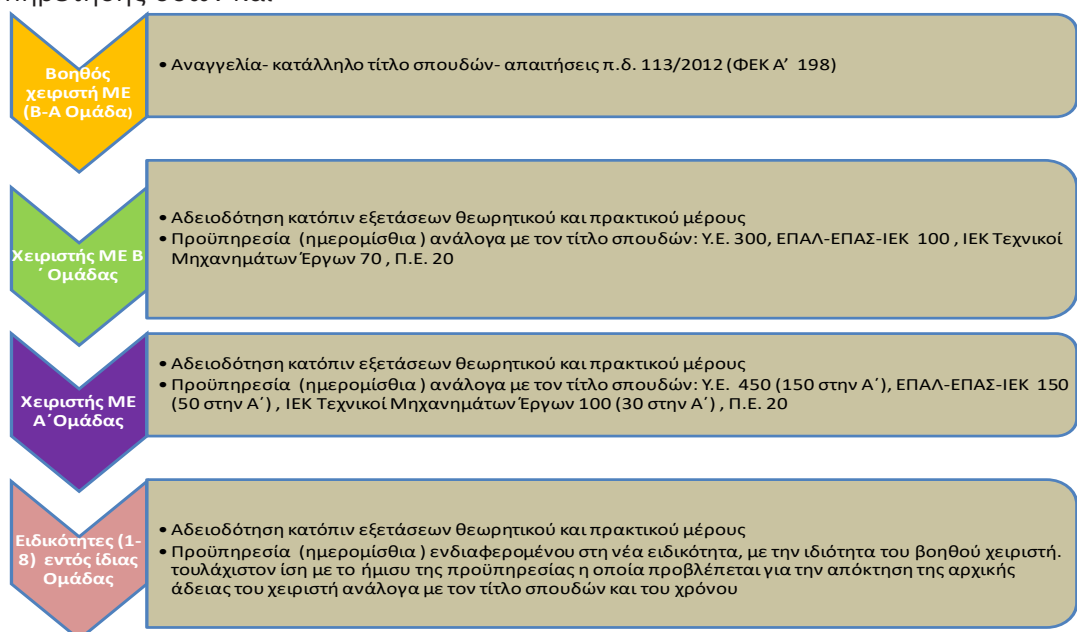 Βοηθός
χειριστή ΜΕ
(Β-Α Ομάδα)
• Αναγγελία- κατάλληλο τίτλο σπουδών- απαιτήσεις π.δ. 113/2012 (ΦΕΚ Α’ 198)
Χειριστής ΜΕ Β
΄ Ομάδας
• Αδειοδότηση κατόπιν εξετάσεων θεωρητικού και πρακτικού μέρους
• Προϋπηρεσία (ημερομίσθια ) ανάλογα με τον τίτλο σπουδών: Υ.Ε. 300, ΕΠΑΛ-ΕΠΑΣ-ΙΕΚ 100 , ΙΕΚ Τεχνικοί
Μηχανημάτων Έργων 70 , Π.Ε. 20
Χειριστής ΜΕ
Α΄Ομάδας
• Αδειοδότηση κατόπιν εξετάσεων θεωρητικού και πρακτικού μέρους
• Προϋπηρεσία (ημερομίσθια ) ανάλογα με τον τίτλο σπουδών: Υ.Ε. 450 (150 στην Α΄), ΕΠΑΛ-ΕΠΑΣ-ΙΕΚ 150
(50 στην Α΄) , ΙΕΚ Τεχνικοί Μηχανημάτων Έργων 100 (30 στην Α΄) , Π.Ε. 20
Ειδικότητες (1-
8) εντός ίδιας
Ομάδας
• Αδειοδότηση κατόπιν εξετάσεων θεωρητικού και πρακτικού μέρους
• Προϋπηρεσία (ημερομίσθια ) ενδιαφερομένου στη νέα ειδικότητα, με την ιδιότητα του βοηθού χειριστή.
τουλάχιστον ίση με το ήμισυ της προϋπηρεσίας η οποία προβλέπεται για την απόκτηση της αρχικής
άδειας του χειριστή ανάλογα με τον τίτλο σπουδών και του χρόνου